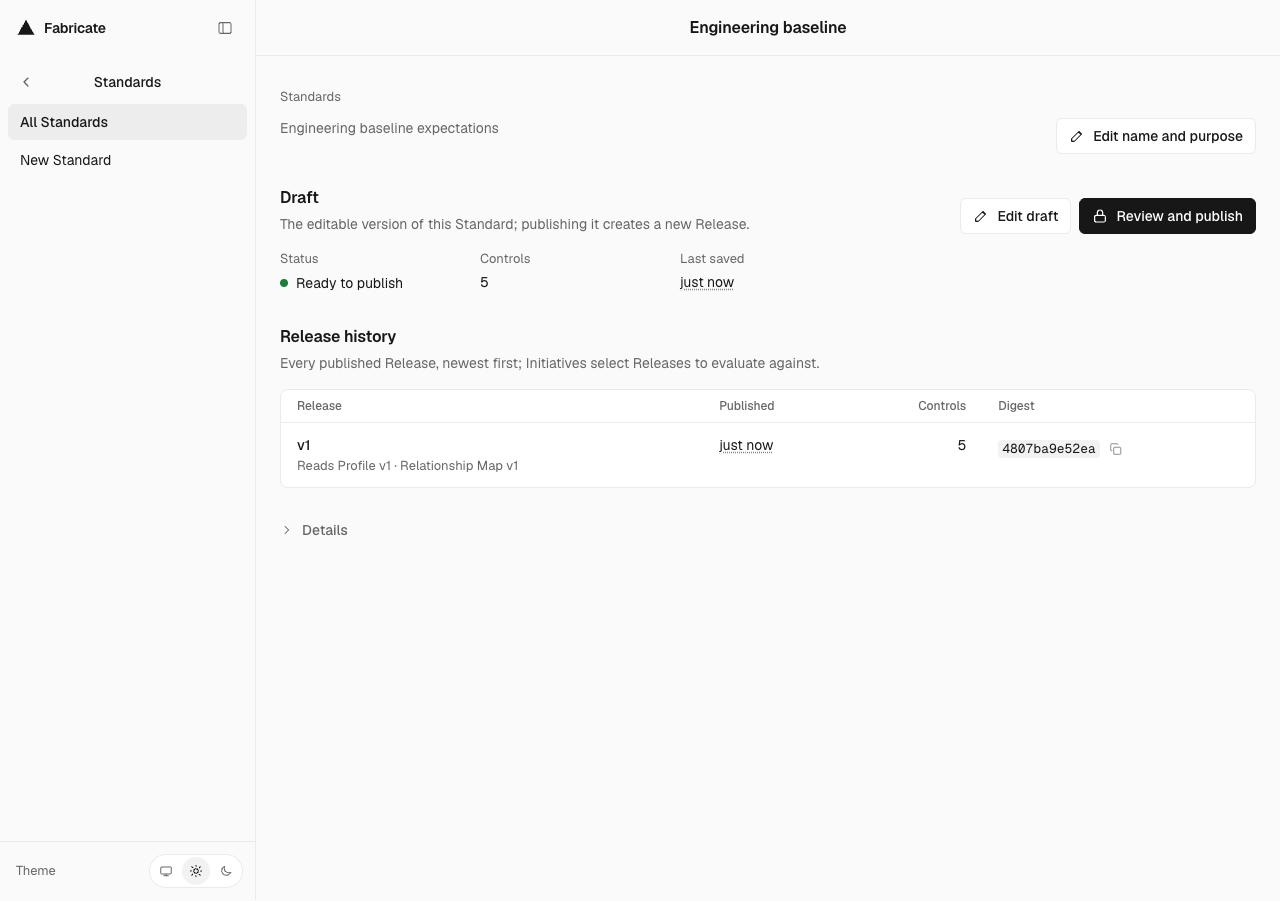 Fabricate
Engineering baseline
Standards
All Standards
New Standard
Standards
Engineering baseline expectations
Edit name and purpose
Draft
The editable version of this Standard; publishing it creates a new Release.
Edit draft
Review and publish
Status
Controls
Last saved
Ready to publish
5
just now
Release history
Every published Release, newest first; Initiatives select Releases to evaluate against.
Release
Published
Controls
Digest
v1
just now
5
4807ba9e52ea
Reads Profile v1 · Relationship Map v1
Details
Theme